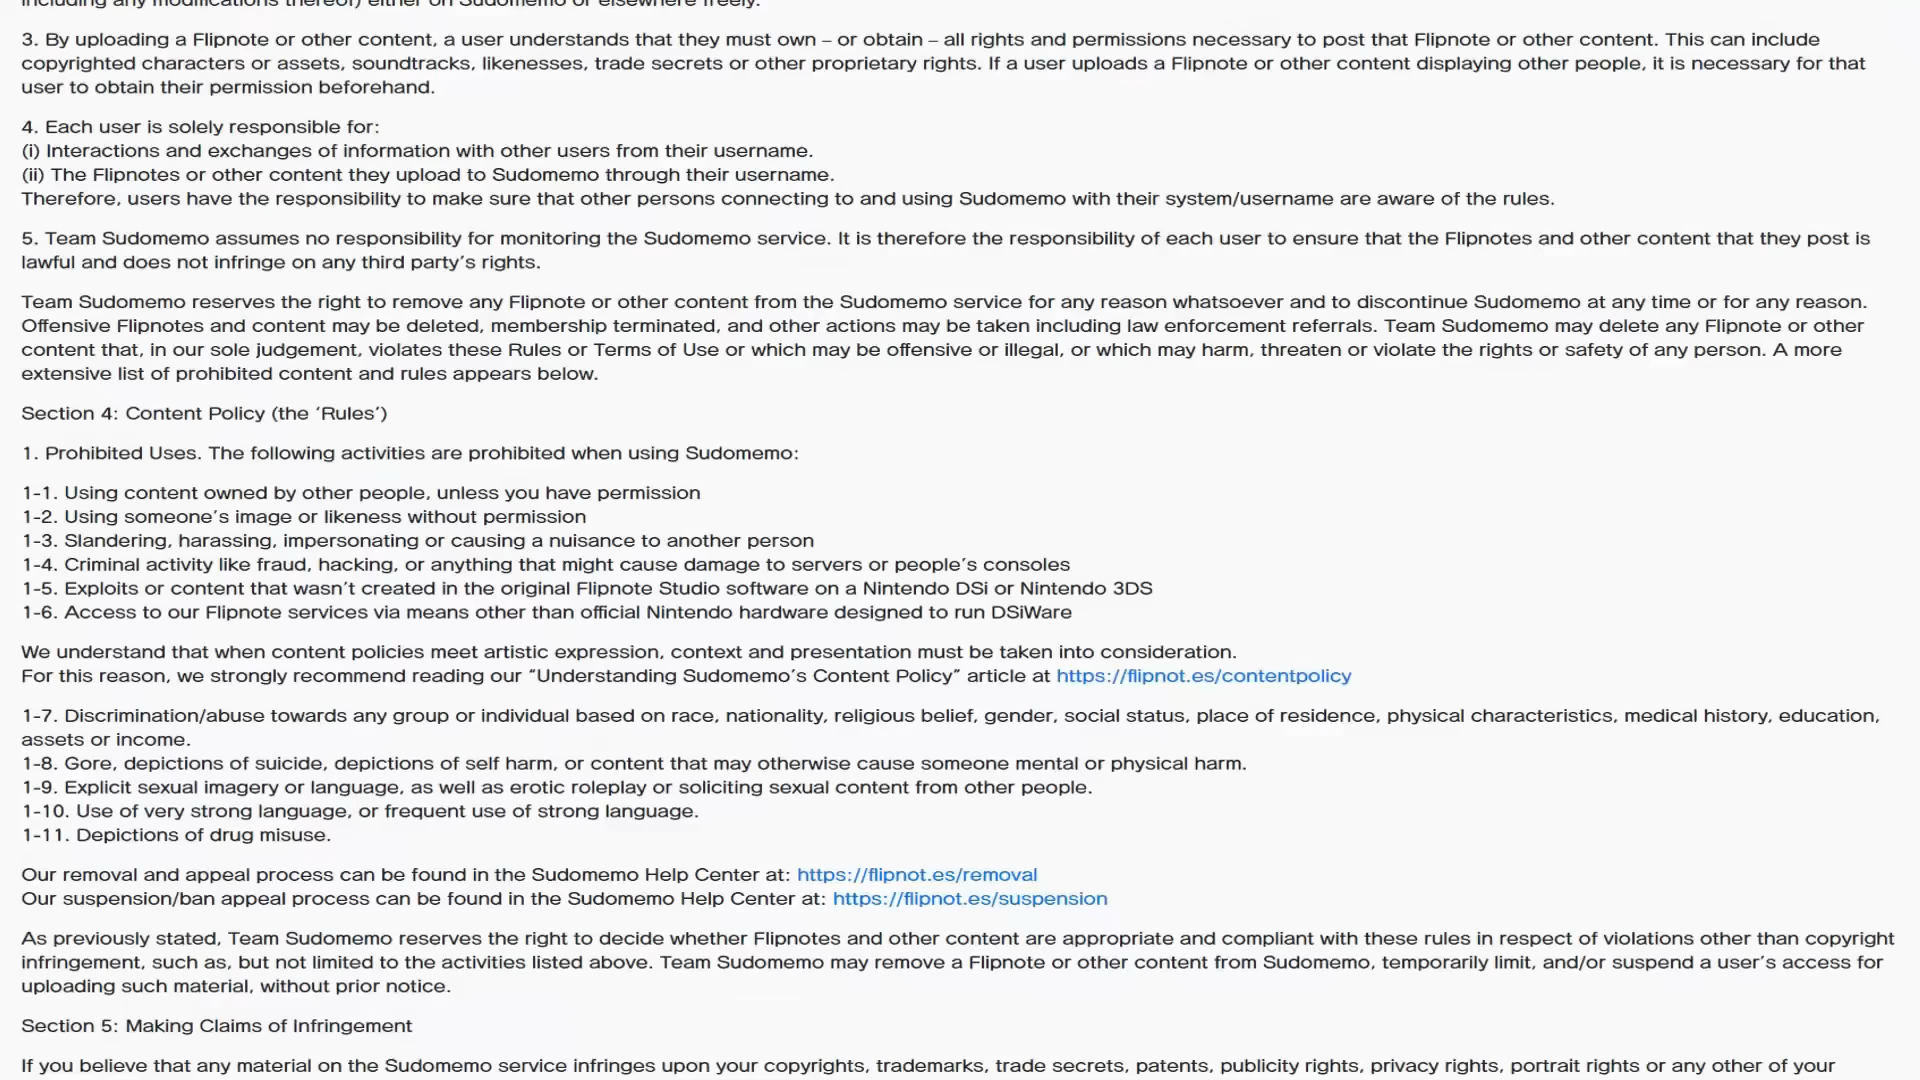 including any modifications thereof) either on Sudomemo or elsewhere freely.
3. By uploading a Flipnote or other content, a user understands that they must own – or obtain – all rights and permissions necessary to post that Flipnote or other content. This can include
copyrighted characters or assets, soundtracks, likenesses, trade secrets or other proprietary rights. If a user uploads a Flipnote or other content displaying other people, it is necessary for that
user to obtain their permission beforehand.
4. Each user is solely responsible for:
(i) Interactions and exchanges of information with other users from their username.
(ii) The Flipnotes or other content they upload to Sudomemo through their username.
Therefore, users have the responsibility to make sure that other persons connecting to and using Sudomemo with their system/username are aware of the rules.
5. Team Sudomemo assumes no responsibility for monitoring the Sudomemo service. It is therefore the responsibility of each user to ensure that the Flipnotes and other content that they post is
lawful and does not infringe on any third party’s rights.
Team Sudomemo reserves the right to remove any Flipnote or other content from the Sudomemo service for any reason whatsoever and to discontinue Sudomemo at any time or for any reason.
Offensive Flipnotes and content may be deleted, membership terminated, and other actions may be taken including law enforcement referrals. Team Sudomemo may delete any Flipnote or other
content that, in our sole judgement, violates these Rules or Terms of Use or which may be offensive or illegal, or which may harm, threaten or violate the rights or safety of any person. A more
extensive list of prohibited content and rules appears below.
Section 4: Content Policy (the ‘Rules’)
1. Prohibited Uses. The following activities are prohibited when using Sudomemo:
1-1. Using content owned by other people, unless you have permission
1-2. Using someone’s image or likeness without permission
1-3. Slandering, harassing, impersonating or causing a nuisance to another person
1-4. Criminal activity like fraud, hacking, or anything that might cause damage to servers or people’s consoles
1-5. Exploits or content that wasn’t created in the original Flipnote Studio software on a Nintendo DSi or Nintendo 3DS
1-6. Access to our Flipnote services via means other than official Nintendo hardware designed to run DSiWare
We understand that when content policies meet artistic expression, context and presentation must be taken into consideration.
For this reason, we strongly recommend reading our “Understanding Sudomemo’s Content Policy” article at https://flipnot.es/contentpolicy
1-7. Discrimination/abuse towards any group or individual based on race, nationality, religious belief, gender, social status, place of residence, physical characteristics, medical history, education,
assets or income.
1-8. Gore, depictions of suicide, depictions of self harm, or content that may otherwise cause someone mental or physical harm.
1-9. Explicit sexual imagery or language, as well as erotic roleplay or soliciting sexual content from other people.
1-10. Use of very strong language, or frequent use of strong language.
1-11. Depictions of drug misuse.
Our removal and appeal process can be found in the Sudomemo Help Center at: https://flipnot.es/removal
Our suspension/ban appeal process can be found in the Sudomemo Help Center at: https://flipnot.es/suspension
As previously stated, Team Sudomemo reserves the right to decide whether Flipnotes and other content are appropriate and compliant with these rules in respect of violations other than copyright
infringement, such as, but not limited to the activities listed above. Team Sudomemo may remove a Flipnote or other content from Sudomemo, temporarily limit, and/or suspend a user’s access for
uploading such material, without prior notice.
Section 5: Making Claims of Infringement
If you believe that any material on the Sudomemo service infringes upon your copyrights, trademarks, trade secrets, patents, publicity rights, privacy rights, portrait rights or any other of your